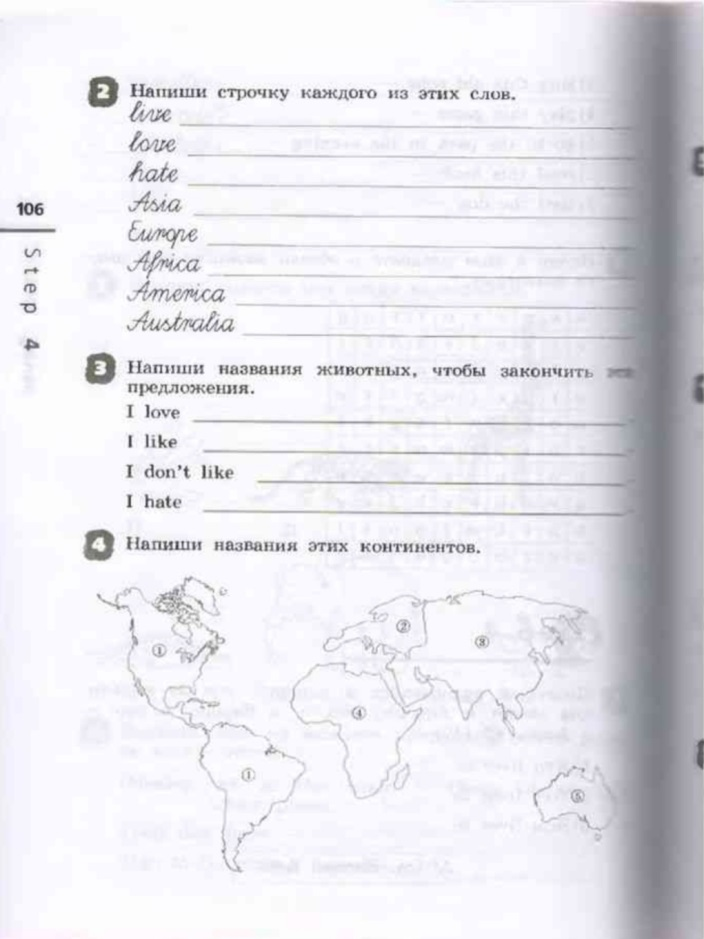 2 Напиши строчку каждого из этих слов.
live
love
hate
Asia
106
Europe
Africa
America
Australia
Step 4
3 Напиши названия животных, чтобы закончить
предложения.
I love
I like
I don't like
I hate
4 Напиши названия этих континентов.
1
2
3
4
1
5